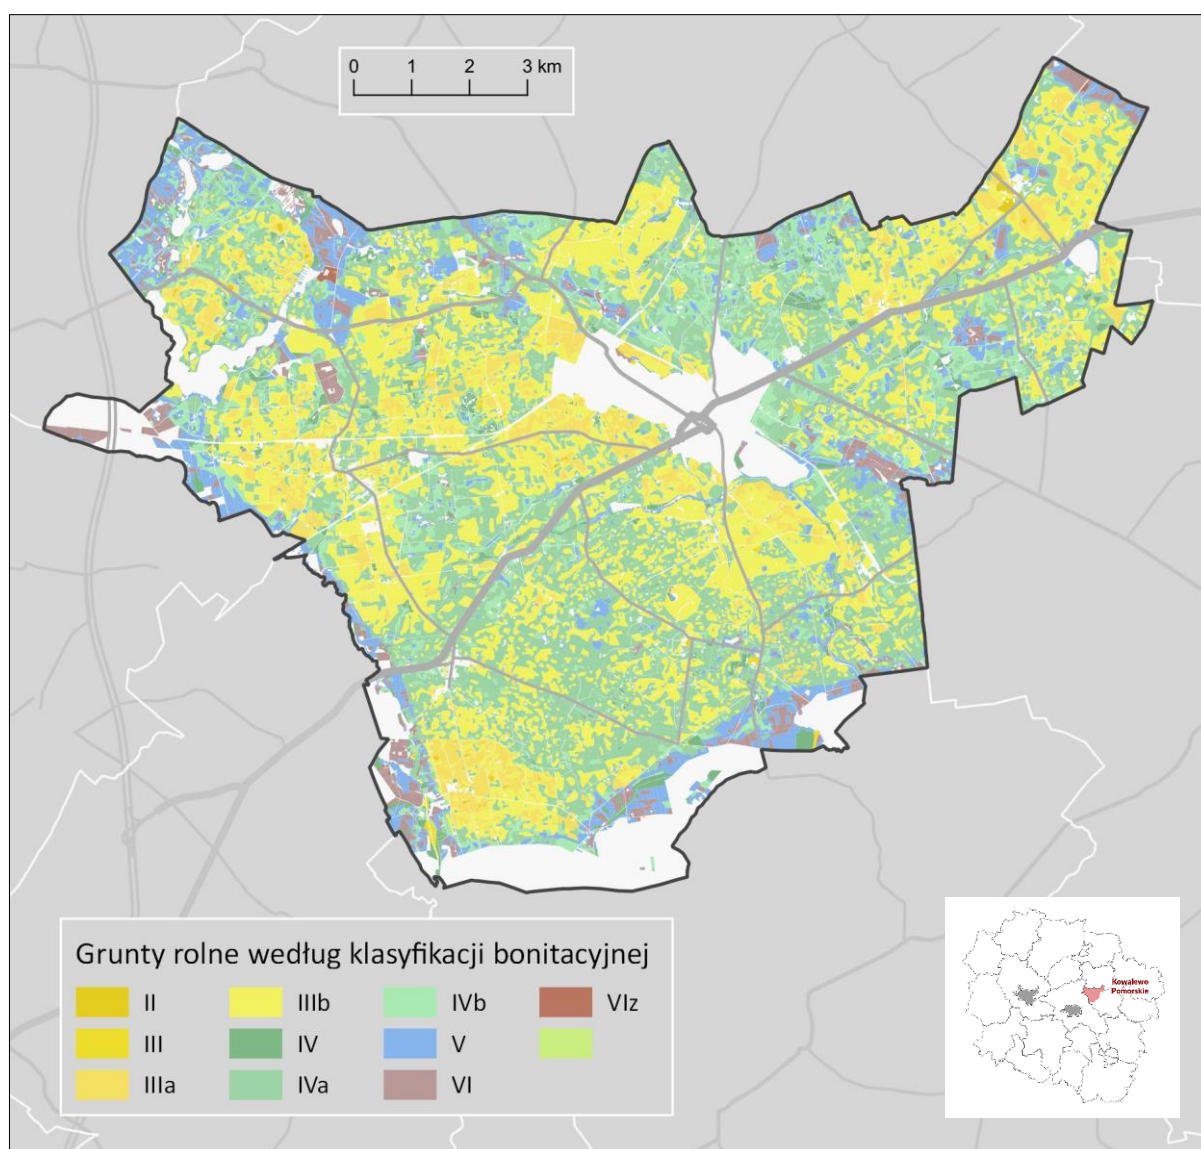 0 1 2 3 km
Grunty rolne według klasyfikacji bonitacyjnej
II IIIb IVb VIz
III IV V
IIIa IVa VI
Kowalewo
Pomorskie